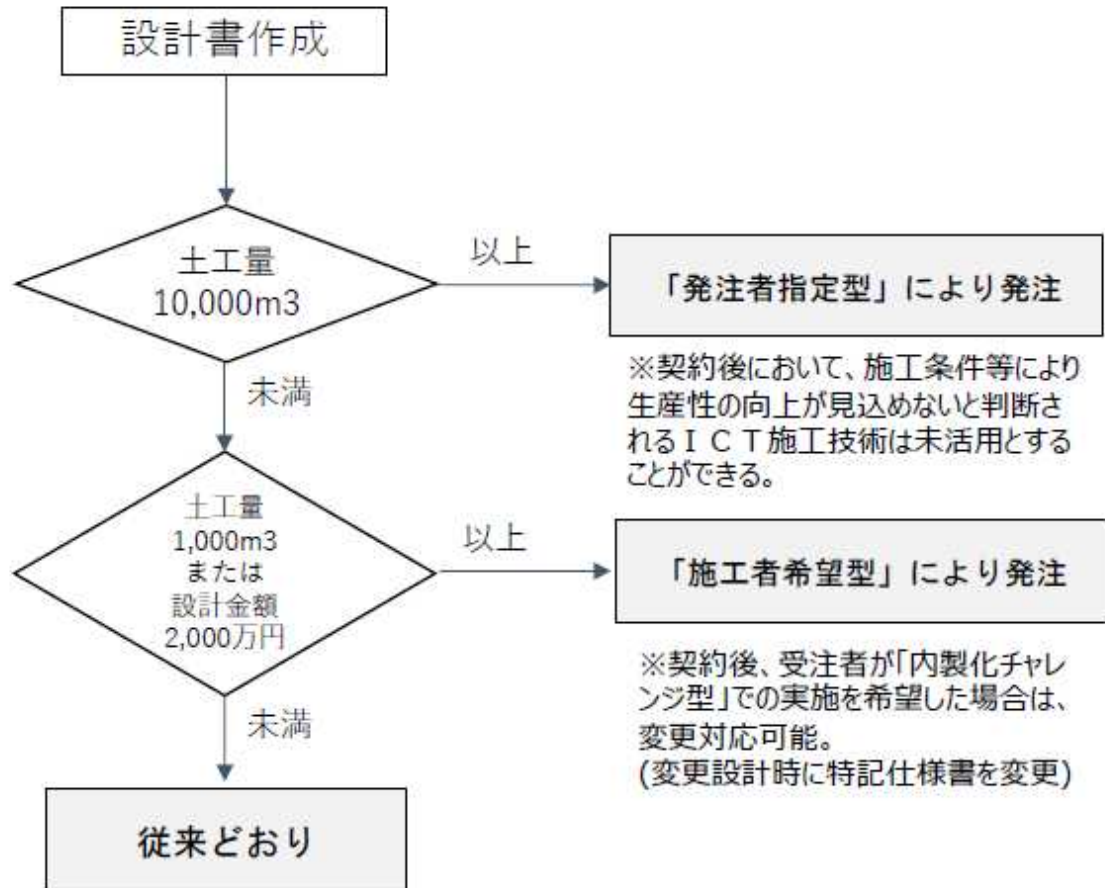 設計書作成
土工量
10,000m3
以上
「発注者指定型」により発注
※契約後において、施工条件等により
生産性の向上が見込めないと判断さ
れるＩＣＴ施工技術は未活用とする
ことができる。
未満
土工量
1,000m3
または
設計金額
2,000万円
以上
「施工者希望型」により発注
※契約後、受注者が「内製化チャレ
ンジ型」での実施を希望した場合は、
変更対応可能。
(変更設計時に特記仕様書を変更)
未満
従来どおり